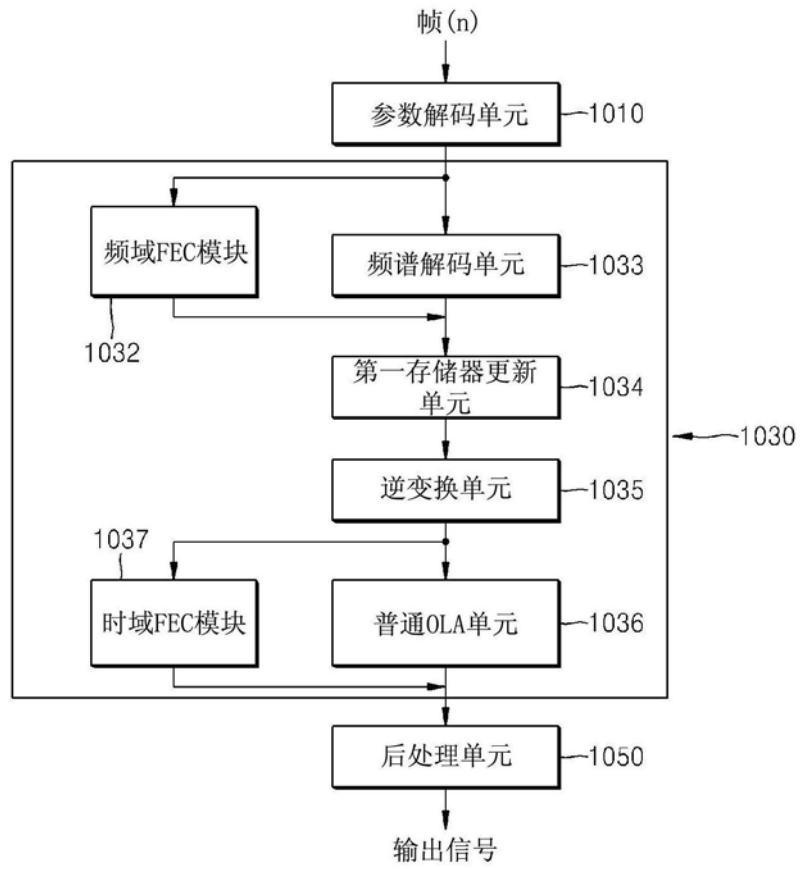 帧(n)
参数解码单元
1010
频域FEC模块
1032
频谱解码单元
1033
第一存储器更新
单元
1034
1030
逆变换单元
1035
1037
时域FEC模块
普通OLA单元
1036
后处理单元
1050
输出信号